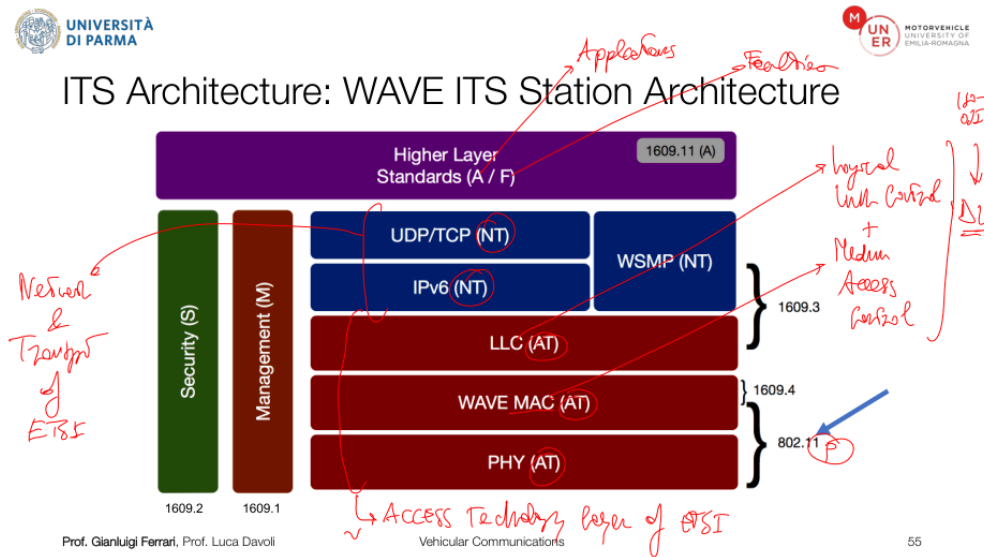 UNIVERSITÀ
DI PARMA
M
UN
ER
MOTORVEHICLE
UNIVERSITY OF
EMILIA-ROMAGNA
Applications
ITS Architecture: WAVE ITS Station Architecture
Higher Layer
Standards (A / F)
1609.11 (A)
Security (S)
1609.2
Management (M)
1609.1
UDP/TCP (NT)
IPv6 (NT)
WSMP (NT)
LLC (AT)
WAVE MAC (AT)
PHY (AT)
1609.3
1609.4
802.11
P
Logical
Link Control
+
Medium
Access
Control
Network
&
Transport
of
ETSI
Access Technology layer of ETSI
Prof. Gianluigi Ferrari, Prof. Luca Davoli
Vehicular Communications
55